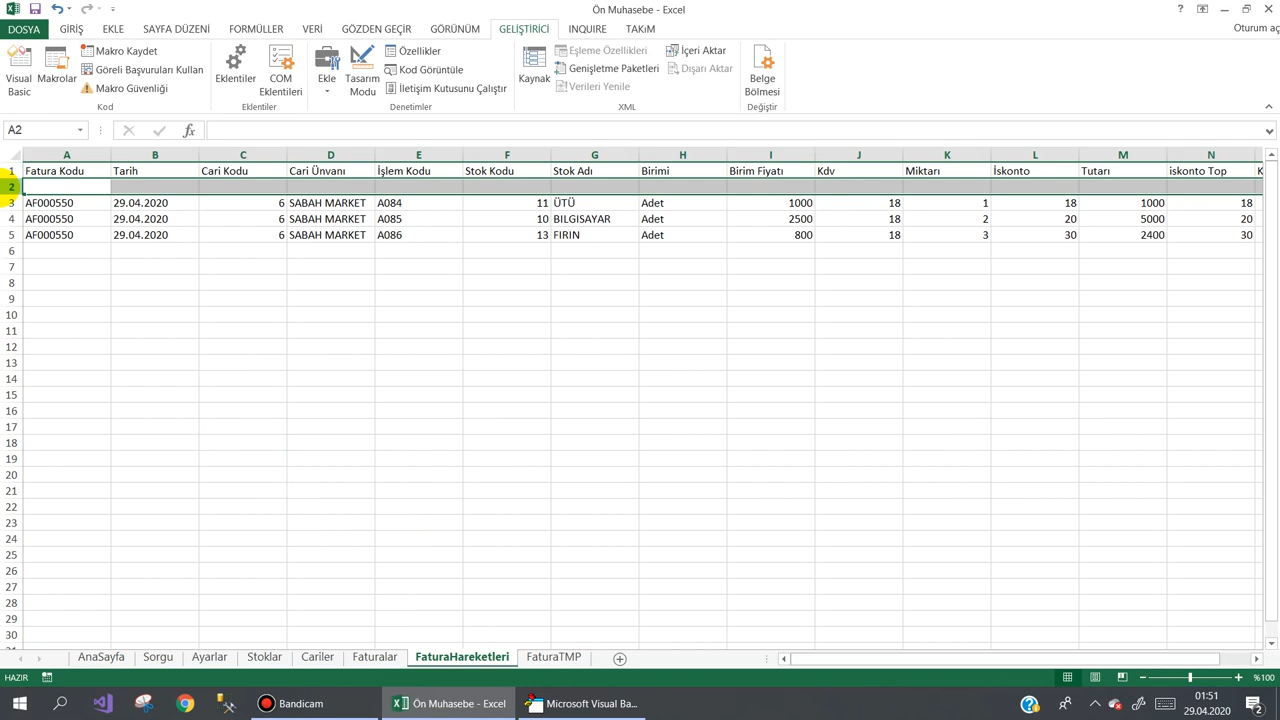 Ön Muhasebe - Excel
Oturum aç
DOSYA GİRİŞ EKLE SAYFA DÜZENİ FORMÜLLER VERİ GÖZDEN GEÇİR GÖRÜNÜM GELİŞTİRİCİ INQUIRE TAKıM
Visual Basic
Makrolar
Makro Kaydet
Göreli Başvuruları Kullan
Makro Güvenliği
Kod
Eklentiler
COM Eklentileri
Eklentiler
Ekle
Tasarım Modu
Özellikler
Kod Görüntüle
İletişim Kutusunu Çalıştır
Denetimler
Kaynak
Eşleme Özellikleri
Genişletme Paketleri
Verileri Yenile
İçeri Aktar
Dışarı Aktar
XML
Belge Bölmesi
Değiştir
A2 fx
A B C D E F G H I J K L M N
1 Fatura Kodu Tarih Cari Kodu Cari Ünvanı İşlem Kodu Stok Kodu Stok Adı Birimi Birim Fiyatı Kdv Miktarı İskonto Tutarı iskonto Top K
2
3 AF000550 29.04.2020 6 SABAH MARKET A084 11 ÜTÜ Adet 1000 18 1 18 1000 18
4 AF000550 29.04.2020 6 SABAH MARKET A085 10 BILGISAYAR Adet 2500 18 2 20 5000 20
5 AF000550 29.04.2020 6 SABAH MARKET A086 13 FIRIN Adet 800 18 3 30 2400 30
6
7
8
9
10
11
12
13
14
15
16
17
18
19
20
21
22
23
24
25
26
27
28
29
30
AnaSayfa Sorgu Ayarlar Stoklar Cariler Faturalar FaturaHareketleri FaturaTMP
HAZIR %100
Bandicam Ön Muhasebe - Excel Microsoft Visual Ba...
01:51
29.04.2020
2